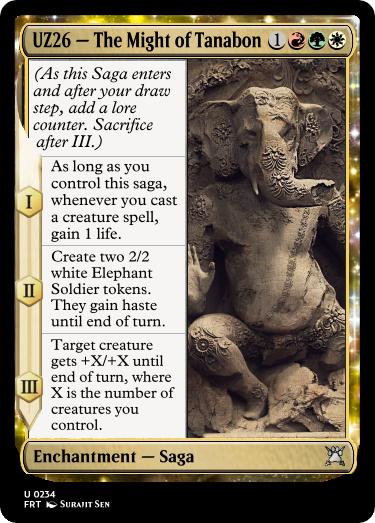 UZ26 — The Might of Tanabon 1
(As this Saga enters
and after your draw
step, add a lore
counter. Sacrifice
after III.)
I
As long as you
control this saga,
whenever you cast
a creature spell,
gain 1 life.
II
Create two 2/2
white Elephant
Soldier tokens.
They gain haste
until end of turn.
III
Target creature
gets +X/+X until
end of turn, where
X is the number of
creatures you
control.
Enchantment — Saga
U 0234
FRT Surajit Sen